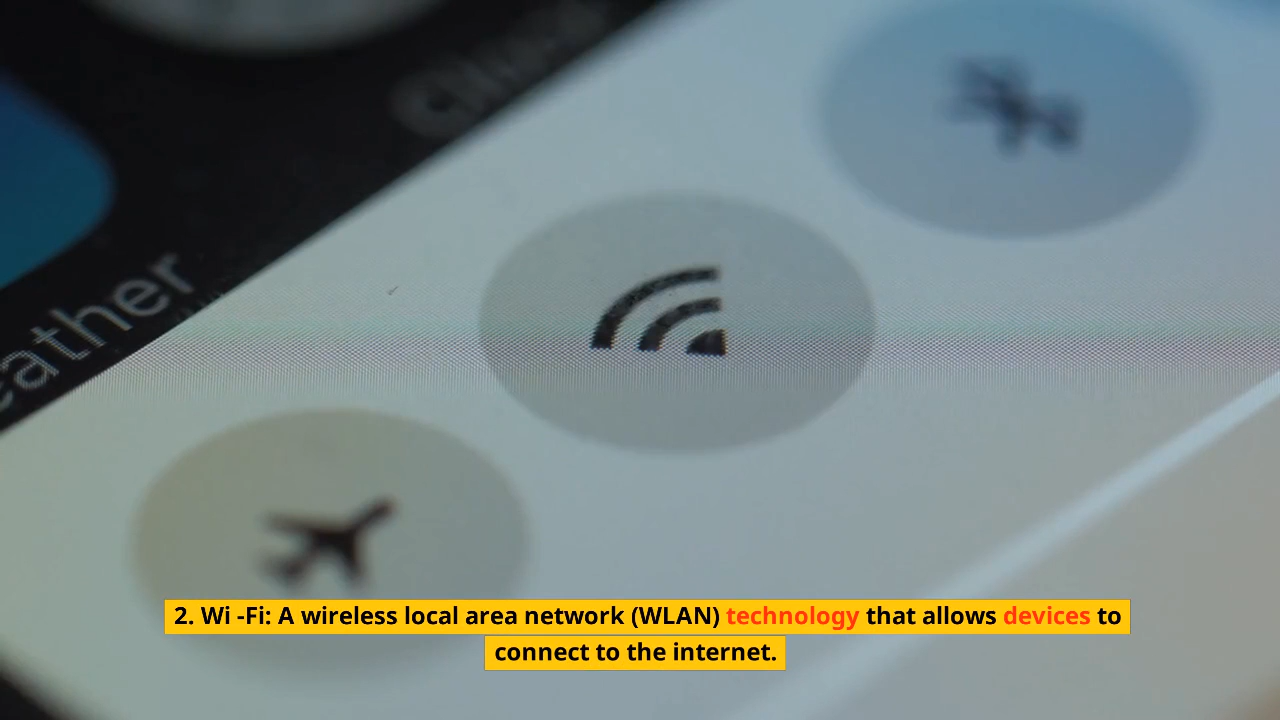 eather
2. Wi -Fi: A wireless local area network (WLAN) technology that allows devices to
connect to the internet.